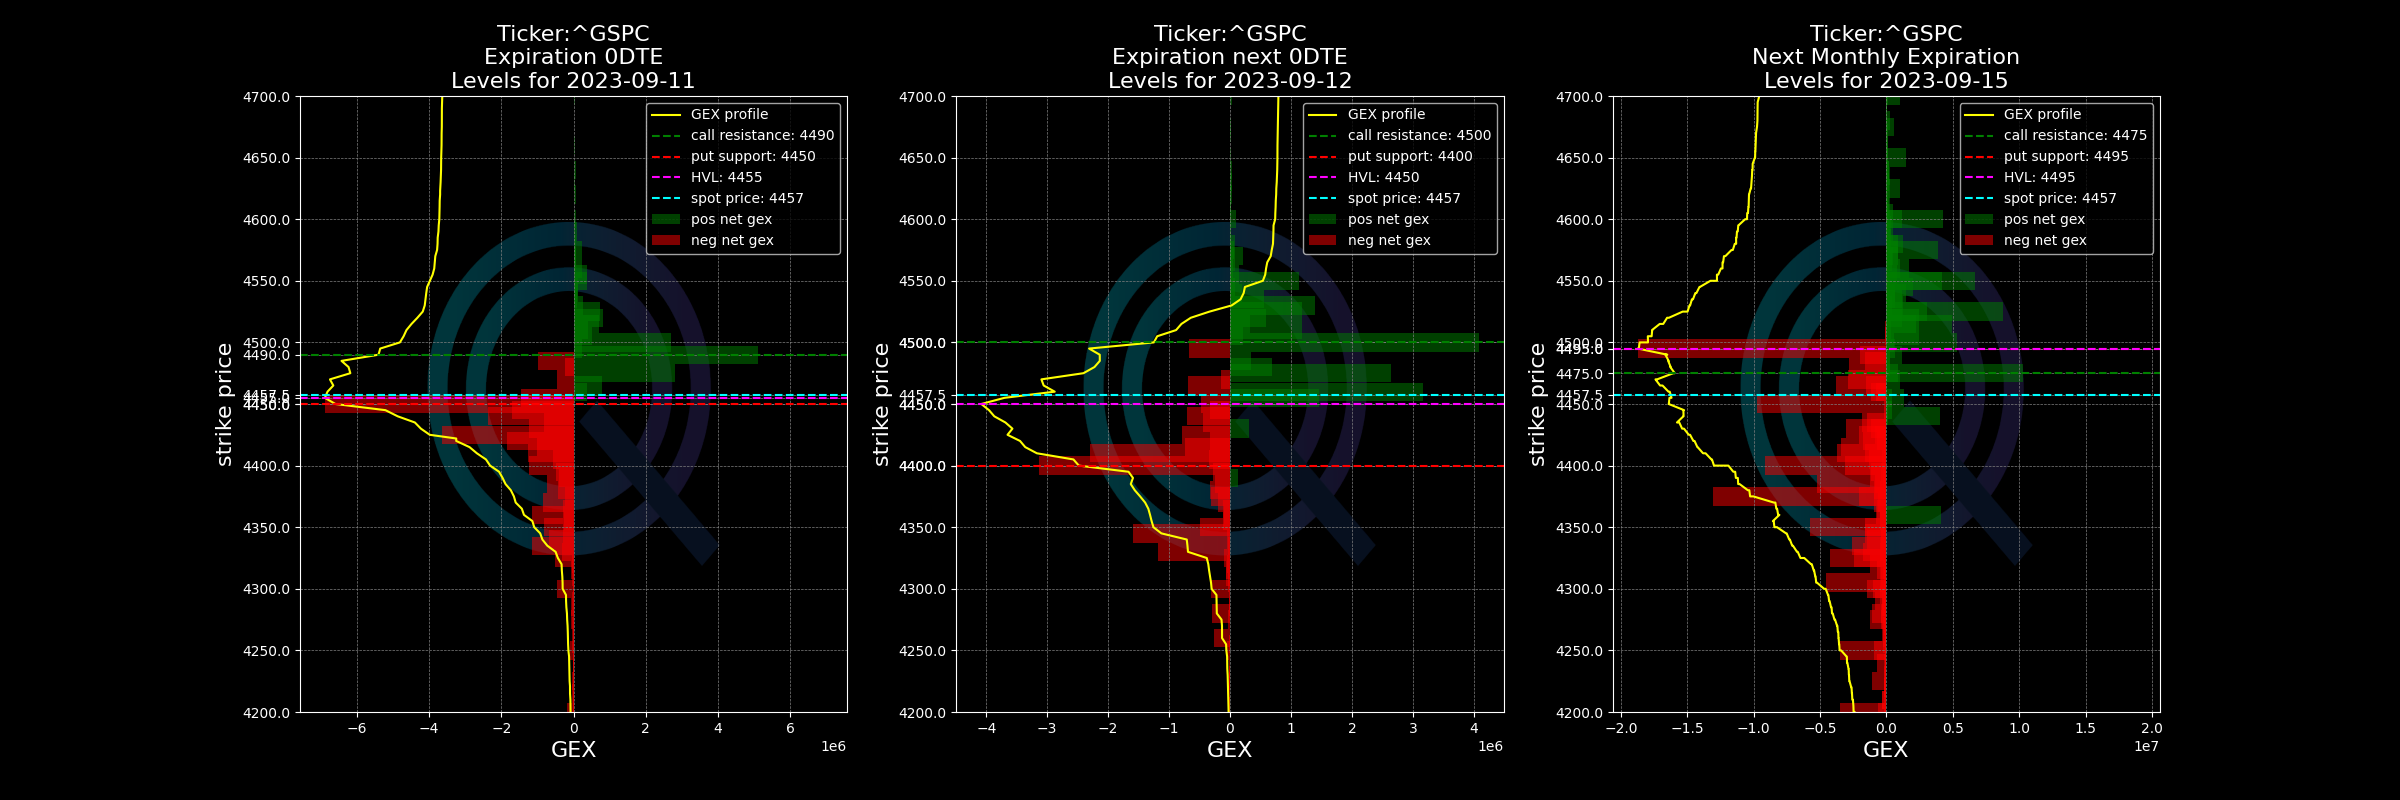 Ticker:^GSPC
Expiration 0DTE
Levels for 2023-09-11
4700.0
4650.0
4600.0
4550.0
4500.0
4490.0
4457.5
4450.0
4400.0
4350.0
4300.0
4250.0
4200.0
strike price
GEX profile
call resistance: 4490
put support: 4450
HVL: 4455
spot price: 4457
pos net gex
neg net gex
−6 −4 −2 0 2 4 6
1e6
GEX
Ticker:^GSPC
Expiration next 0DTE
Levels for 2023-09-12
4700.0
4650.0
4600.0
4550.0
4500.0
4457.5
4450.0
4400.0
4350.0
4300.0
4250.0
4200.0
strike price
GEX profile
call resistance: 4500
put support: 4400
HVL: 4450
spot price: 4457
pos net gex
neg net gex
−4 −3 −2 −1 0 1 2 3 4
1e6
GEX
Ticker:^GSPC
Next Monthly Expiration
Levels for 2023-09-15
4700.0
4650.0
4600.0
4550.0
4500.0
4495.0
4475.0
4457.5
4450.0
4400.0
4350.0
4300.0
4250.0
4200.0
strike price
GEX profile
call resistance: 4475
put support: 4495
HVL: 4495
spot price: 4457
pos net gex
neg net gex
−2.0 −1.5 −1.0 −0.5 0.0 0.5 1.0 1.5 2.0
1e7
GEX